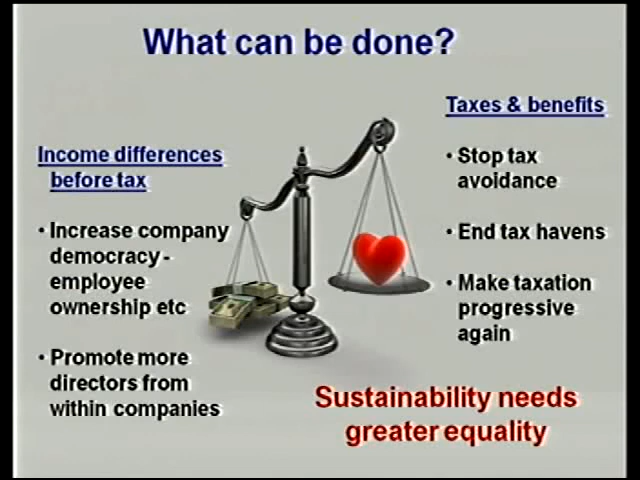 What can be done?
Income differences
before tax
• Increase company
democracy -
employee
ownership etc
• Promote more
directors from
within companies
Taxes & benefits
• Stop tax
avoidance
• End tax havens
• Make taxation
progressive
again
Sustainability needs
greater equality